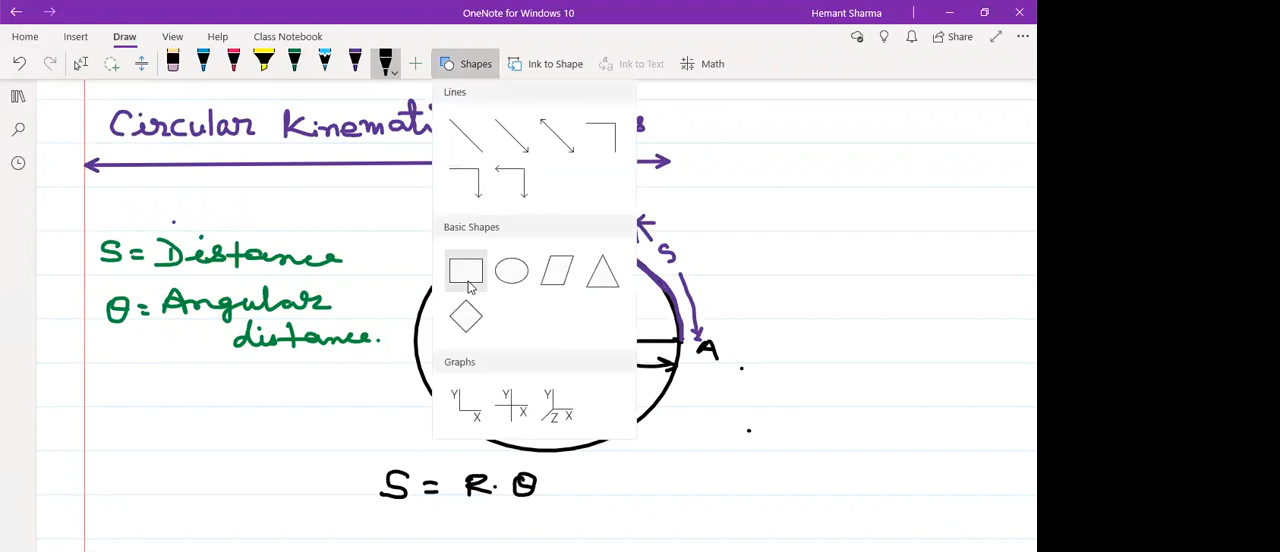 OneNote for Windows 10
Hemant Sharma
Home Insert Draw View Help Class Notebook
Share
Shapes Ink to Shape Ink to Text Math
Lines
Circular Kinemati
s
Basic Shapes
S = Distance
S
θ = Angular
distance.
A
Graphs
Y X Y X Y Z X
S = R. θ